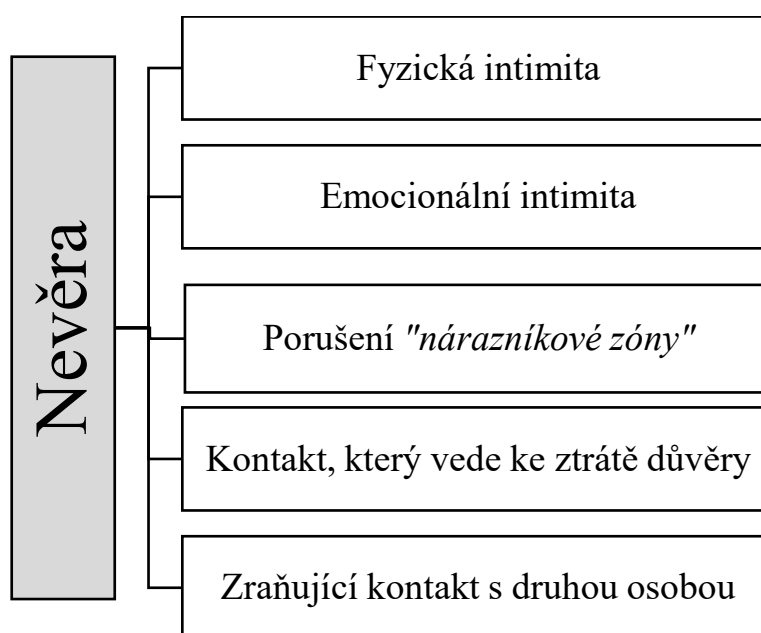 Nevěra
Fyzická intimita
Emocionální intimita
Porušení "nárazníkové zóny"
Kontakt, který vede ke ztrátě důvěry
Zraňující kontakt s druhou osobou